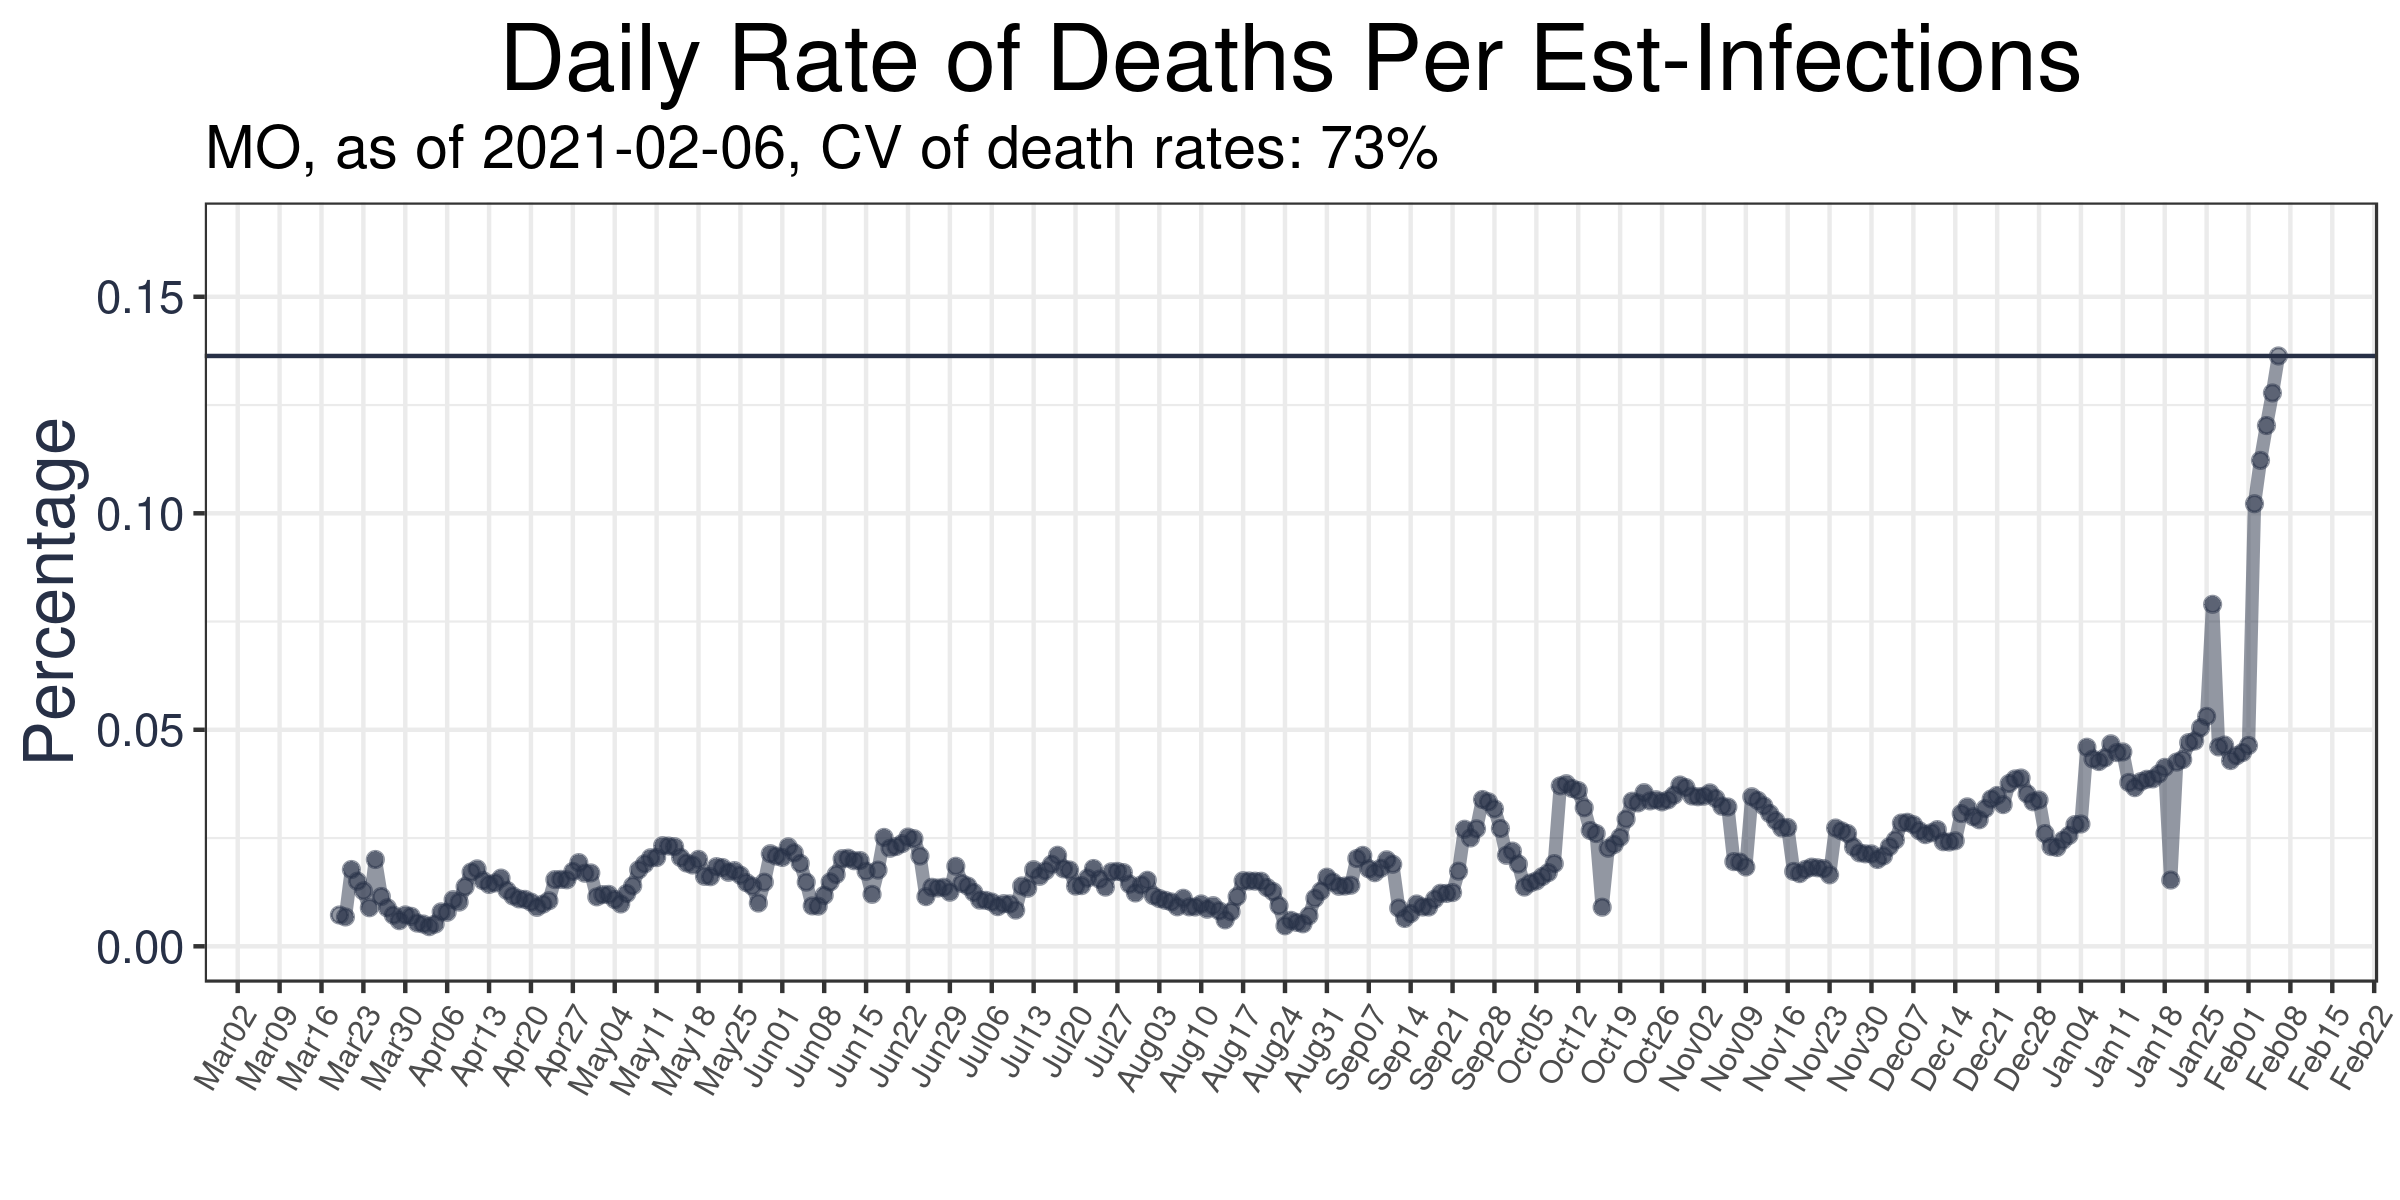 Daily Rate of Deaths Per Est-Infections
MO, as of 2021-02-06, CV of death rates: 73%
Percentage
0.15
0.10
0.05
0.00
Mar02
Mar09
Mar16
Mar23
Mar30
Apr06
Apr13
Apr20
Apr27
May04
May11
May18
May25
Jun01
Jun08
Jun15
Jun22
Jun29
Jul06
Jul13
Jul20
Jul27
Aug03
Aug10
Aug17
Aug24
Aug31
Sep07
Sep14
Sep21
Sep28
Oct05
Oct12
Oct19
Oct26
Nov02
Nov09
Nov16
Nov23
Nov30
Dec07
Dec14
Dec21
Dec28
Jan04
Jan11
Jan18
Jan25
Feb01
Feb08
Feb15
Feb22